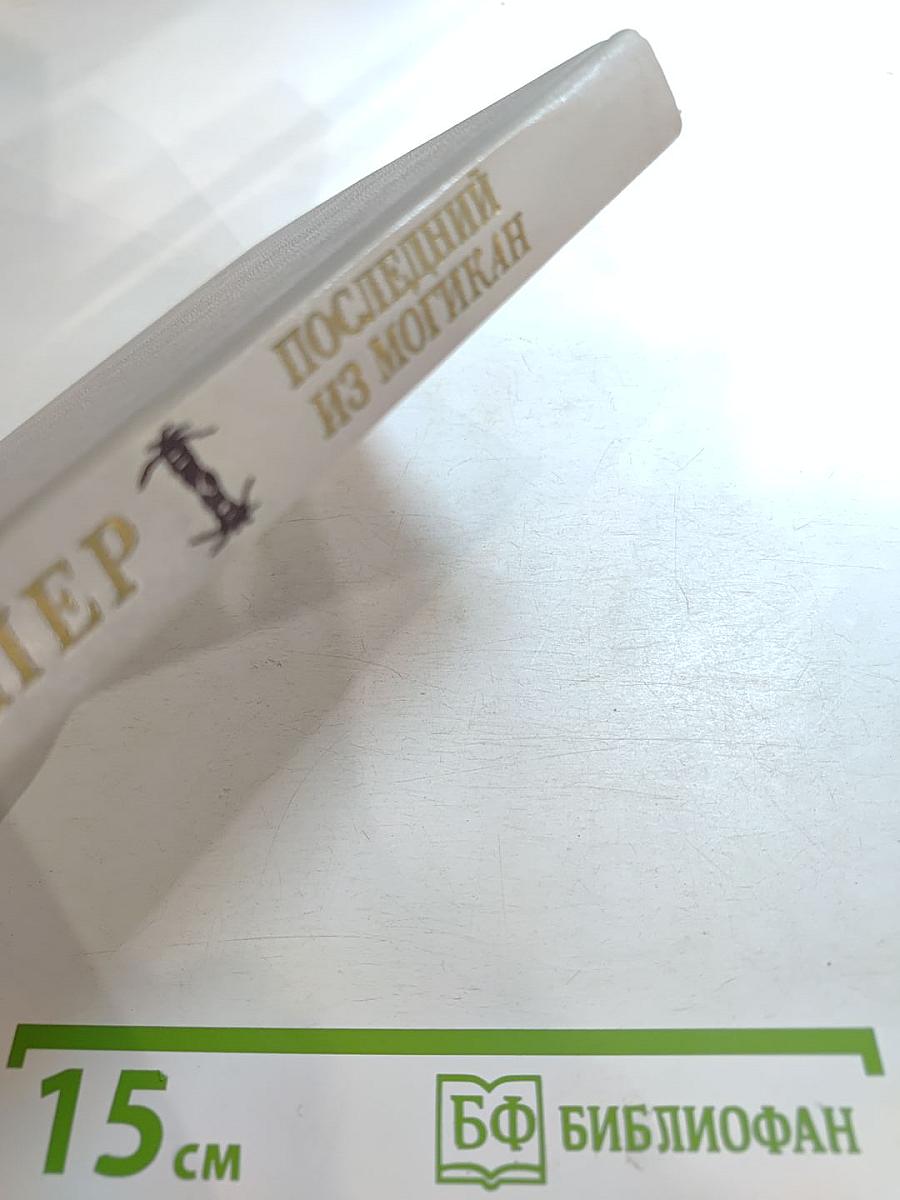 ПОСЛЕДНИЙ
ИЗ МОГИКАН
ПЕР
15 см
БФ БИБЛИОФАН